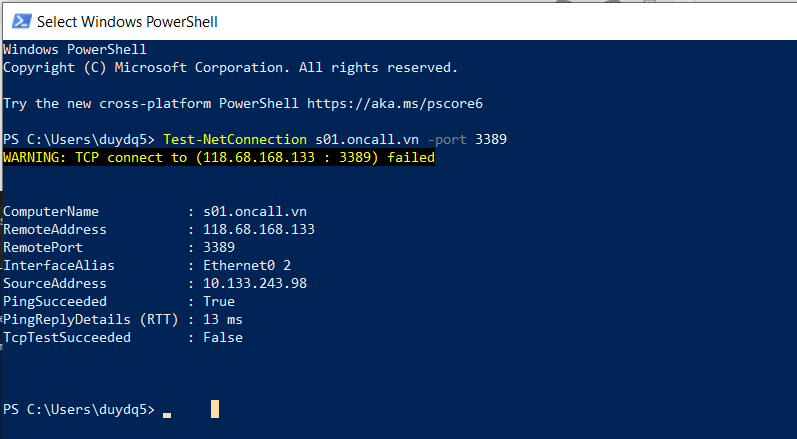 Select Windows PowerShell
Windows PowerShell
Copyright (C) Microsoft Corporation. All rights reserved.
Try the new cross-platform PowerShell https://aka.ms/pscore6
PS C:\Users\duydq5> Test-NetConnection s01.oncall.vn -port 3389
WARNING: TCP connect to (118.68.168.133 : 3389) failed
ComputerName : s01.oncall.vn
RemoteAddress : 118.68.168.133
RemotePort : 3389
InterfaceAlias : Ethernet0 2
SourceAddress : 10.133.243.98
PingSucceeded : True
PingReplyDetails (RTT) : 13 ms
TcpTestSucceeded : False
PS C:\Users\duydq5>